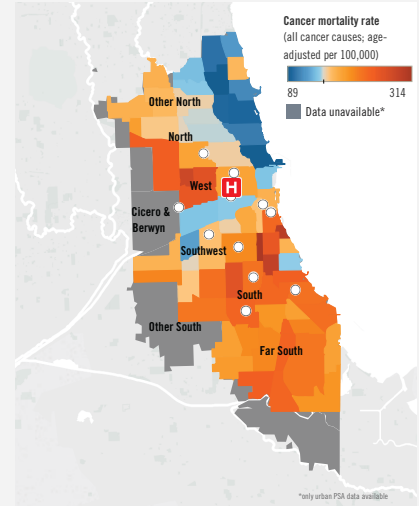 Cancer mortality rate
(all cancer causes; age-
adjusted per 100,000)
89
314
Data unavailable*
Other North
North
West
H
Cicero &
Berwyn
Southwest
South
Other South
Far South
*only urban PSA data available